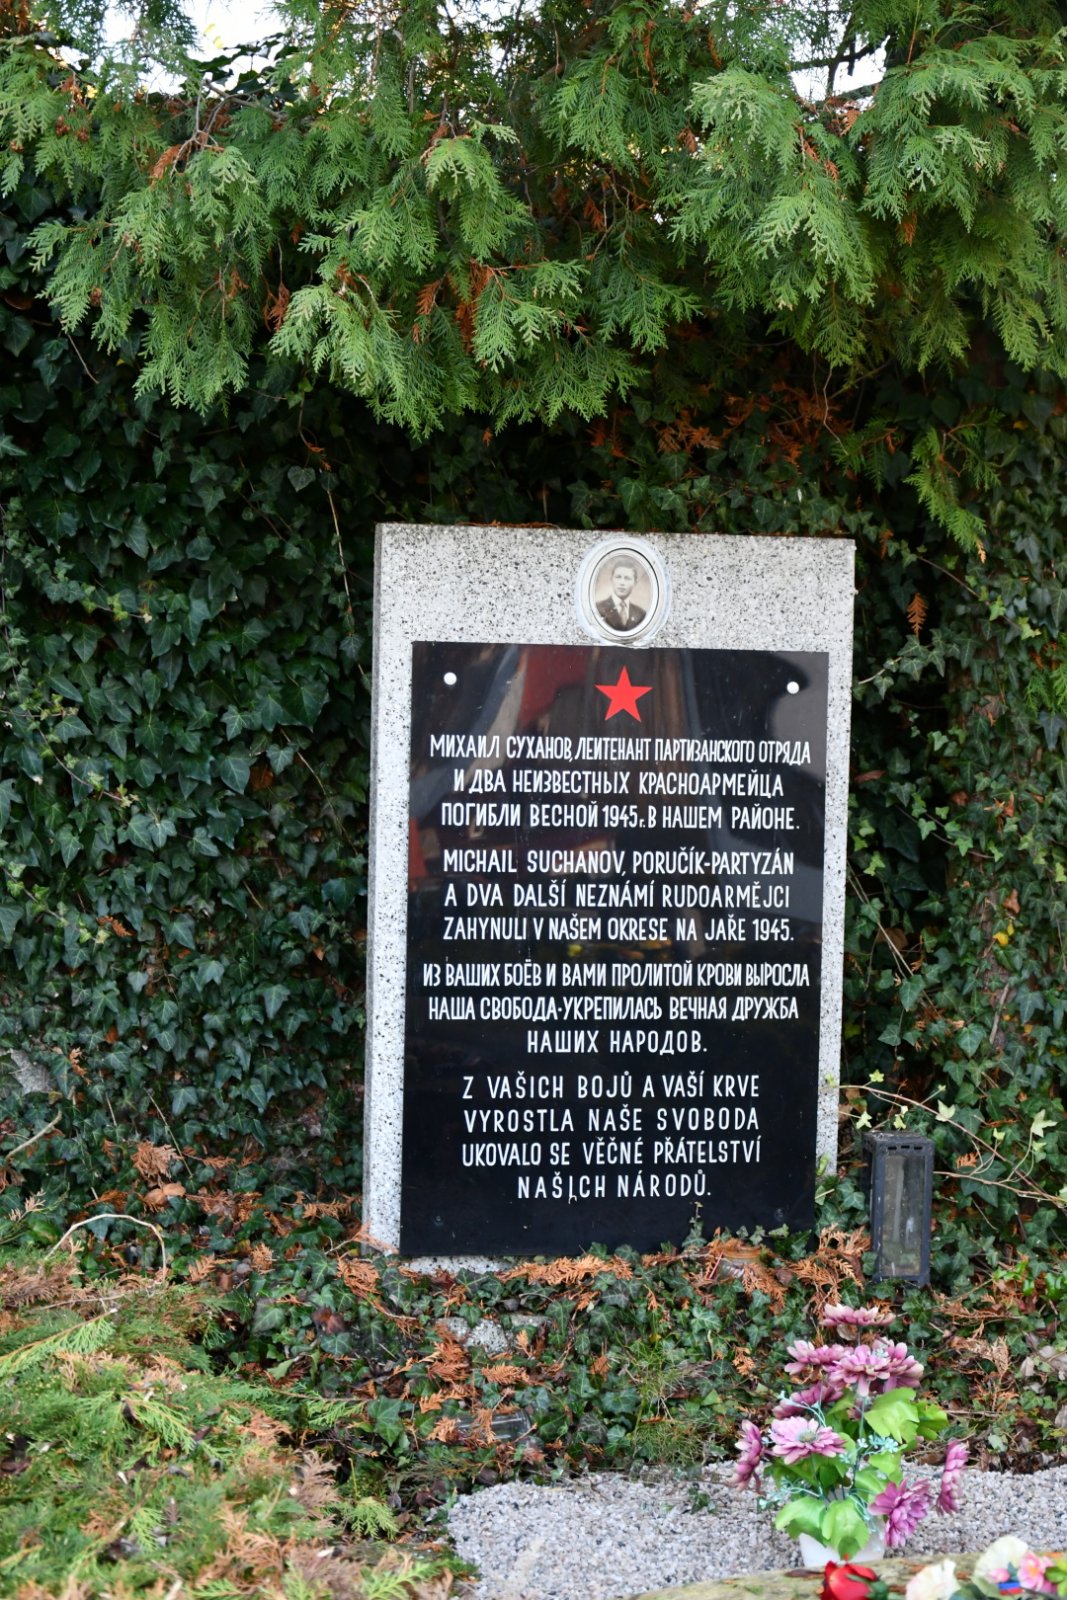 МИХАИЛ СУХАНОВ, ЛЕИТЕНАНТ ПАРТИЗАНСКОГО ОТРЯДА
И ДВА НЕИЗВЕСТНЫХ КРАСНОАРМЕЙЦА
ПОГИБЛИ ВЕСНОЙ 1945 г. В НАШЕМ РАЙОНЕ.
MICHAIL SUCHANOV, PORUČÍK-PARTYZÁN
A DVA DALŠÍ NEZNÁMÍ RUDOARMĚJCI
ZAHYNULI V NAŠEM OKRESE NA JAŘE 1945.
ИЗ ВАШИХ БОЁВ И ВАМИ ПРОЛИТОЙ КРОВИ ВЫРОСЛА
НАША СВОБОДА·УКРЕПИЛАСЬ ВЕЧНАЯ ДРУЖБА
НАШИХ НАРОДОВ.
Z VAŠICH BOJŮ A VAŠÍ KRVE
VYROSTLA NAŠE SVOBODA
UKOVALO SE VĚČNÉ PŘÁTELSTVÍ
NAŠICH NÁRODŮ.